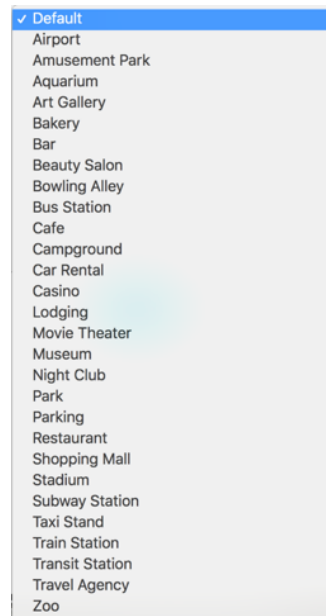 ✓ Default
Airport
Amusement Park
Aquarium
Art Gallery
Bakery
Bar
Beauty Salon
Bowling Alley
Bus Station
Cafe
Campground
Car Rental
Casino
Lodging
Movie Theater
Museum
Night Club
Park
Parking
Restaurant
Shopping Mall
Stadium
Subway Station
Taxi Stand
Train Station
Transit Station
Travel Agency
Zoo